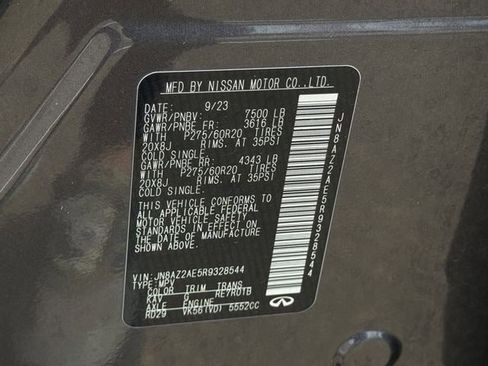 MFD BY NISSAN MOTOR CO.,LTD.
DATE: 9/23
GVWR/PNBV: 7500 LB
GAWR/PNBE FR: 3616 LB
WITH P275/60R20 TIRES
20X8J RIMS. AT 35PSI
COLD SINGLE.
GAWR/PNBE RR: 4343 LB
WITH P275/60R20 TIRES
20X8J RIMS. AT 35PSI
COLD SINGLE.
THIS VEHICLE CONFORMS TO
ALL APPLICABLE FEDERAL
MOTOR VEHICLE SAFETY
STANDARDS IN EFFECT ON
THE DATE OF MANUFACTURE
SHOWN ABOVE.
VIN: JN8AZ2AE5R9328544
TYPE: MPV
COLOR TRIM TRANS
KAY G RE7R01B
AXLE ENGINE
RD29 VK56(VD) 5552CC
JN8AZ2AE5R9328544